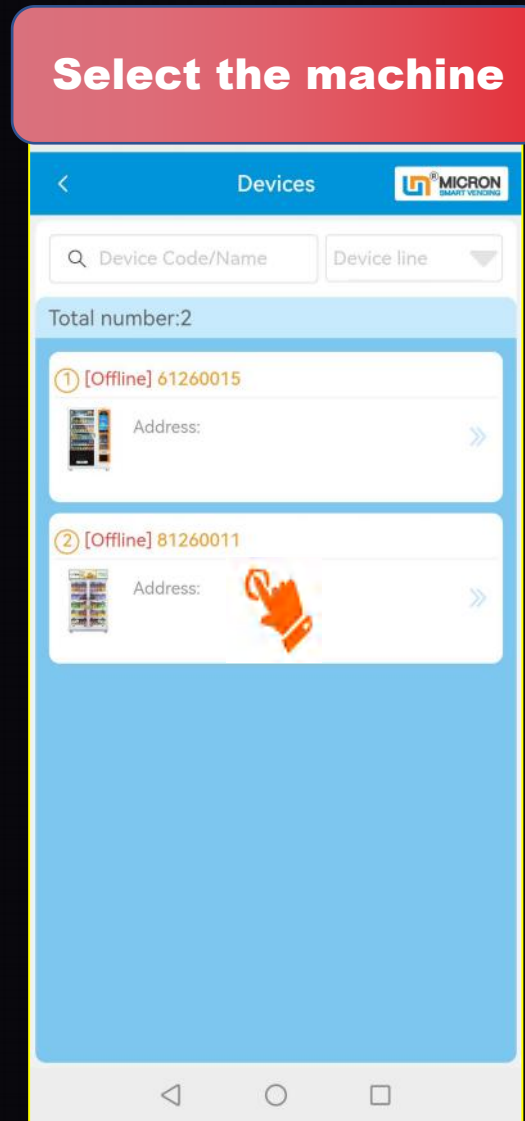 Select the machine
Devices
MICRON
SMART VENDING
Device Code/Name
Device line
Total number:2
1 [Offline] 61260015
Address:
2 [Offline] 81260011
Address: